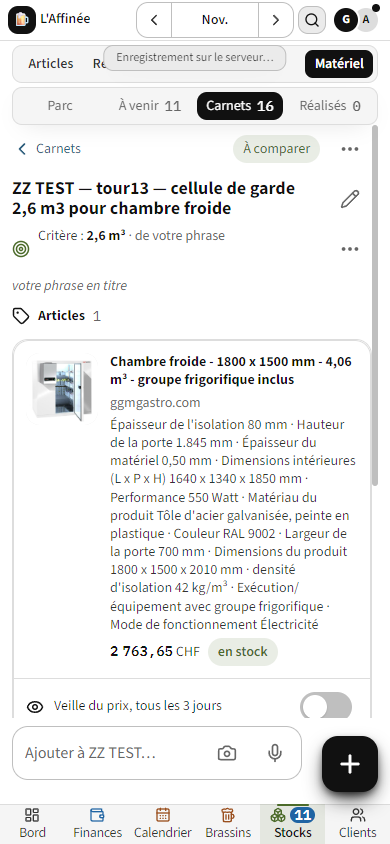 L'Affinée
Nov.
G A
Articles
Re
Enregistrement sur le serveur…
Matériel
Parc
À venir 11
Carnets 16
Réalisés 0
Carnets
À comparer
ZZ TEST — tour13 — cellule de garde
2,6 m3 pour chambre froide
Critère : 2,6 m³ · de votre phrase
votre phrase en titre
Articles 1
Chambre froide - 1800 x 1500 mm - 4,06
m³ - groupe frigorifique inclus
ggmgastro.com
Épaisseur de l'isolation 80 mm · Hauteur
de la porte 1.845 mm · Épaisseur du
matériel 0,50 mm · Dimensions intérieures
(L x P x H) 1640 x 1340 x 1850 mm ·
Performance 550 Watt · Matériau du
produit Tôle d'acier galvanisée, peinte en
plastique · Couleur RAL 9002 · Largeur de
la porte 700 mm · Dimensions du produit
1800 x 1500 x 2010 mm · densité
d'isolation 42 kg/m³ · Exécution/
équipement avec groupe frigorifique ·
Mode de fonctionnement Électricité
2 763,65 CHF en stock
Veille du prix, tous les 3 jours
Ajouter à ZZ TEST…
11
Bord Finances Calendrier Brassins Stocks Clients